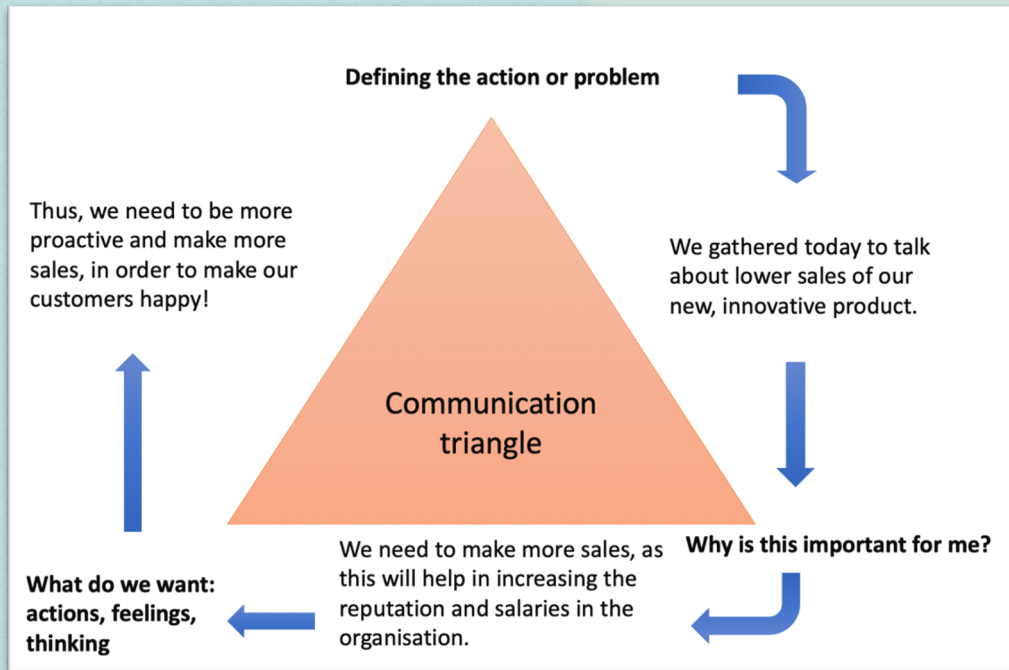 Defining the action or problem
We gathered today to talk
about lower sales of our
new, innovative product.
Why is this important for me?
We need to make more sales, as
this will help in increasing the
reputation and salaries in the
organisation.
What do we want:
actions, feelings,
thinking
Thus, we need to be more
proactive and make more
sales, in order to make our
customers happy!
Communication
triangle